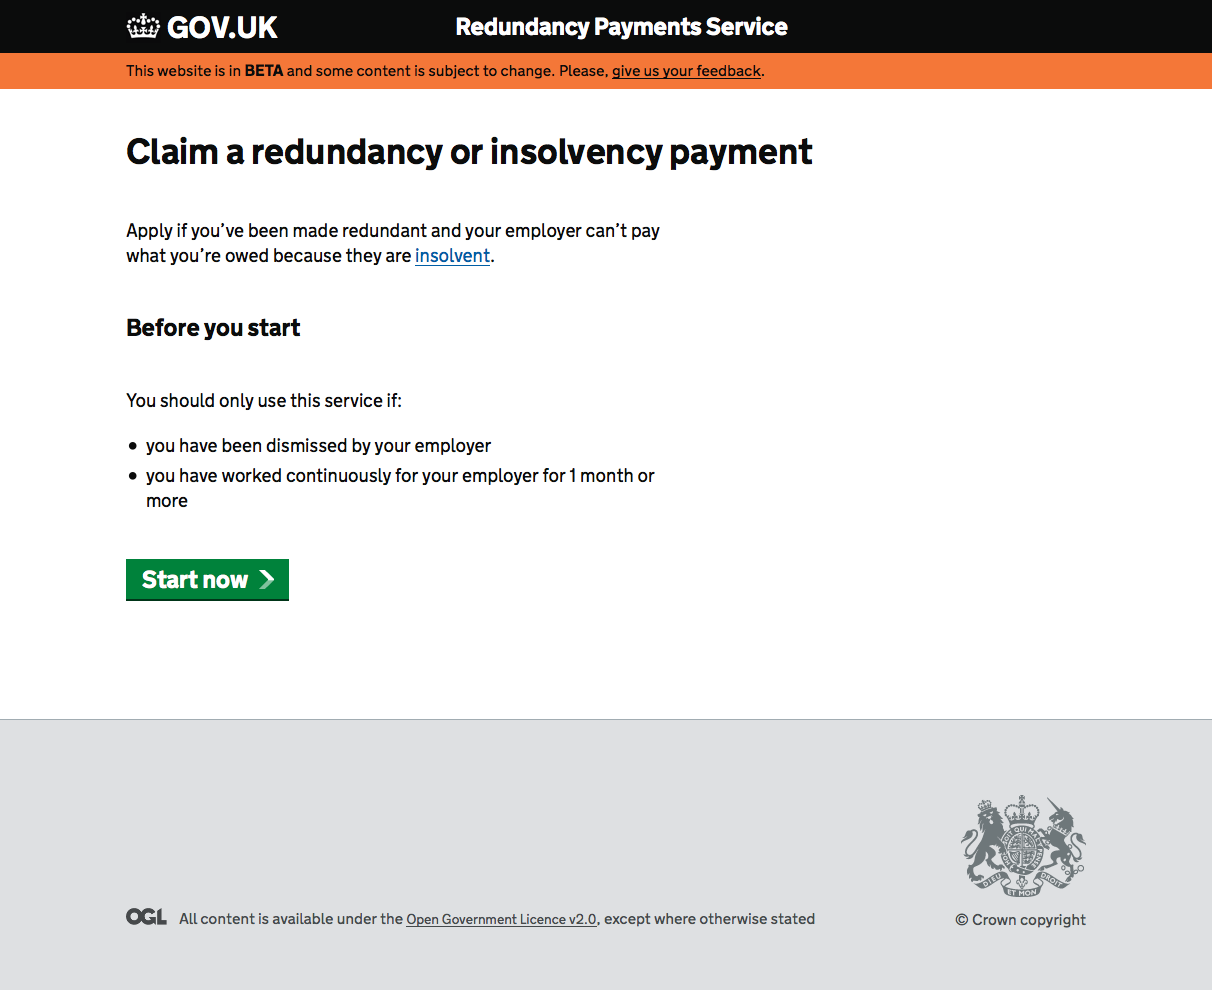 GOV.UK
Redundancy Payments Service
This website is in BETA and some content is subject to change. Please, give us your feedback.
Claim a redundancy or insolvency payment
Apply if you’ve been made redundant and your employer can’t pay
what you’re owed because they are insolvent.
Before you start
You should only use this service if:
• you have been dismissed by your employer
• you have worked continuously for your employer for 1 month or
more
Start now
DIEU ET MON DROIT
OGL All content is available under the Open Government Licence v2.0, except where otherwise stated
© Crown copyright